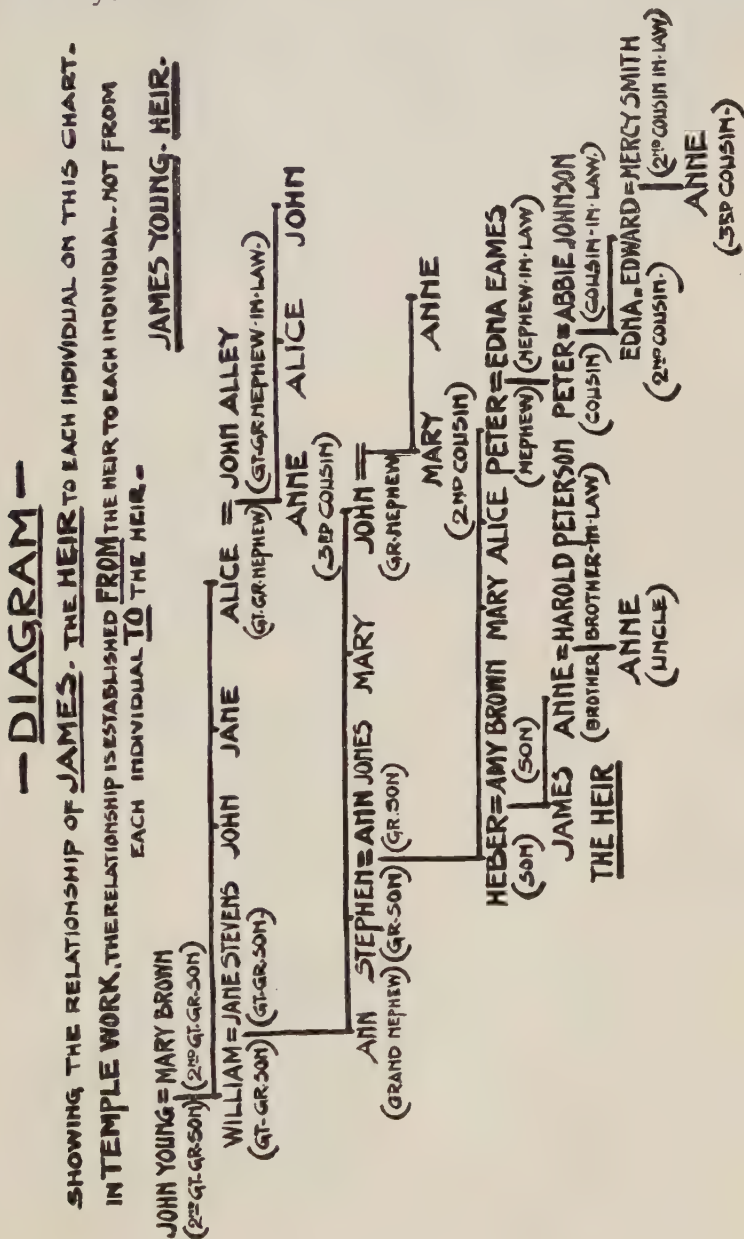 —DIAGRAM—
SHOWING THE RELATIONSHIP OF JAMES. THE HEIR TO EACH INDIVIDUAL ON THIS CHART.
IN TEMPLE WORK, THE RELATIONSHIP IS ESTABLISHED FROM THE HEIR TO EACH INDIVIDUAL. NOT FROM
EACH INDIVIDUAL TO THE HEIR.
JAMES YOUNG. HEIR.
JOHN YOUNG = MARY BROWN
(2ND GT.GR.SON) (2ND GT.GR.SON)
WILLIAM = JANE STEVENS JOHN JANE ALICE = JOHN ALLEY
(GT.GR.SON) (GT.GR.SON.) (GT.GR.NEPHEW) (GT.GR.NEPHEW.IN.LAW.)
ANNE ALICE JOHN
(3RD COUSIN)
ANN STEPHEN = ANN JONES MARY JOHN =
(GRAND NEPHEW) (GR.SON) (GR.SON) (GR.NEPHEW)
MARY ANNE
(2ND COUSIN)
HEBER = AMY BROWN MARY ALICE PETER = EDNA EAMES
(SON) (SON) (NEPHEW) (NEPHEW.IN.LAW)
JAMES ANNE = HAROLD PETERSON PETER = ABBIE JOHNSON
THE HEIR (BROTHER) (BROTHER-IN-LAW) (COUSIN) (COUSIN-IN-LAW.)
ANNE EDNA. EDWARD = MERCY SMITH
(UNCLE) (2ND COUSIN.) (2ND COUSIN IN.LAW)
ANNE
(3RD COUSIN.)